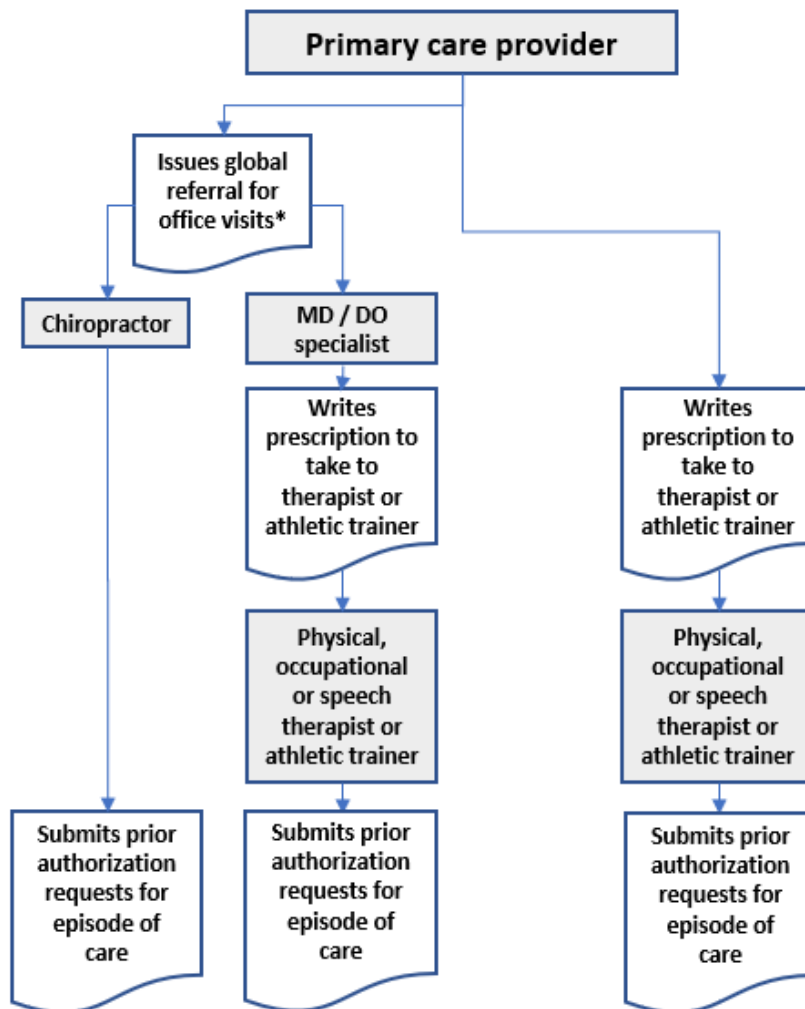 Primary care provider
Issues global
referral for
office visits*
Chiropractor
MD / DO
specialist
Writes
prescription to
take to
therapist or
athletic trainer
Writes
prescription to
take to
therapist or
athletic trainer
Physical,
occupational
or speech
therapist or
athletic trainer
Physical,
occupational
or speech
therapist or
athletic trainer
Submits prior
authorization
requests for
episode of
care
Submits prior
authorization
requests for
episode of
care
Submits prior
authorization
requests for
episode of
care